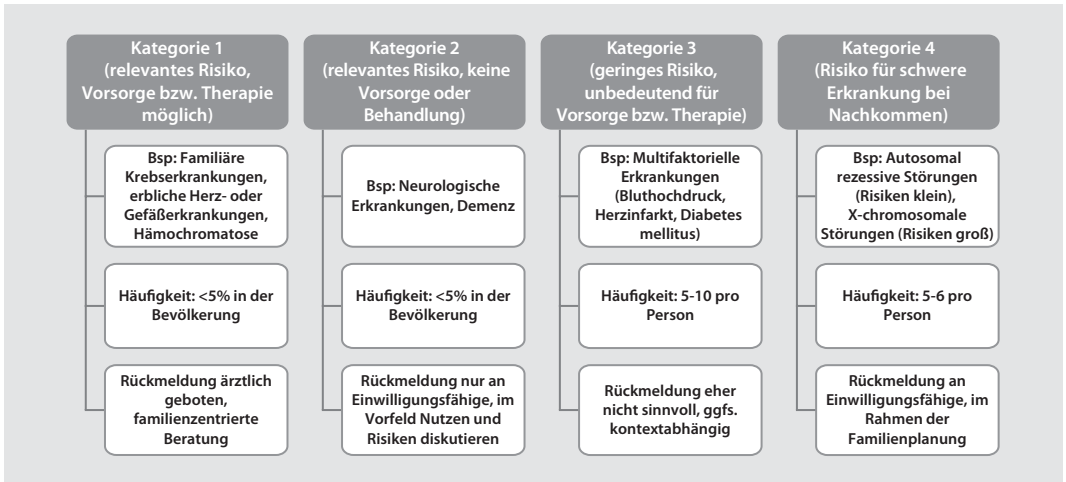 Kategorie 1
(relevantes Risiko,
Vorsorge bzw. Therapie
möglich)
Bsp: Familiäre
Krebserkrankungen,
erbliche Herz- oder
Gefäßerkrankungen,
Hämochromatose
Häufigkeit: <5% in der
Bevölkerung
Rückmeldung ärztlich
geboten,
familienzentrierte
Beratung
Kategorie 2
(relevantes Risiko, keine
Vorsorge oder
Behandlung)
Bsp: Neurologische
Erkrankungen, Demenz
Häufigkeit: <5% in der
Bevölkerung
Rückmeldung nur an
Einwilligungsfähige, im
Vorfeld Nutzen und
Risiken diskutieren
Kategorie 3
(geringes Risiko,
unbedeutend für
Vorsorge bzw. Therapie)
Bsp: Multifaktorielle
Erkrankungen
(Bluthochdruck,
Herzinfarkt, Diabetes
mellitus)
Häufigkeit: 5-10 pro
Person
Rückmeldung eher
nicht sinnvoll, ggfs.
kontextabhängig
Kategorie 4
(Risiko für schwere
Erkrankung bei
Nachkommen)
Bsp: Autosomal
rezessive Störungen
(Risiken klein),
X-chromosomale
Störungen (Risiken groß)
Häufigkeit: 5-6 pro
Person
Rückmeldung an
Einwilligungsfähige, im
Rahmen der
Familienplanung